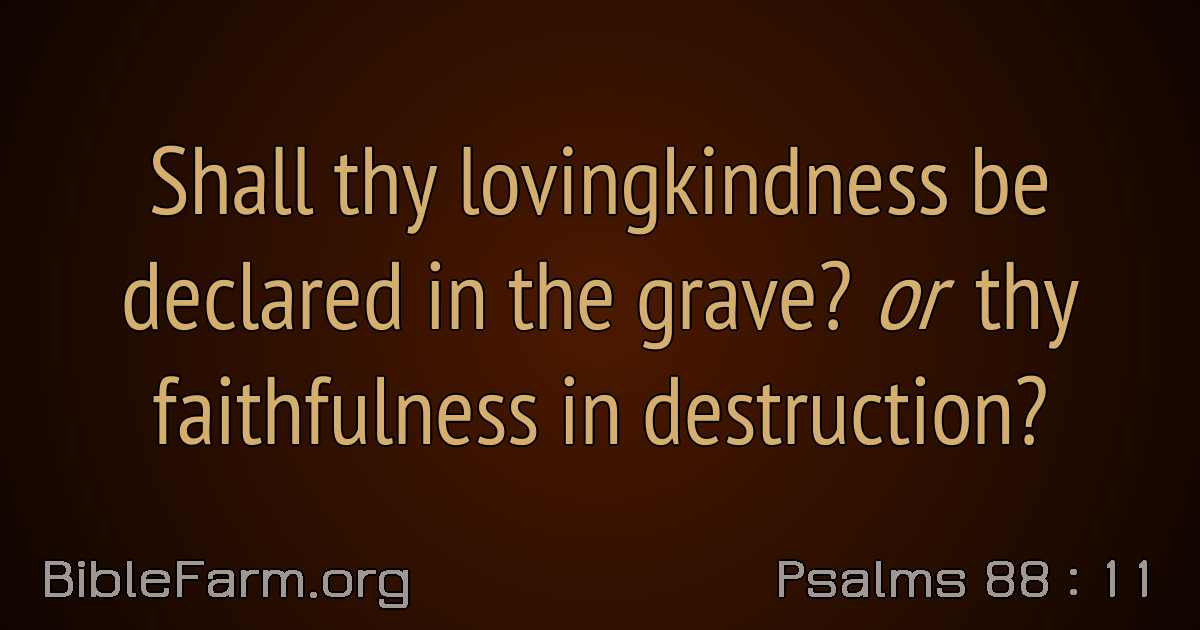 Shall thy lovingkindness be
declared in the grave? or thy
faithfulness in destruction?
BibleFarm.org
Psalms 88 : 11